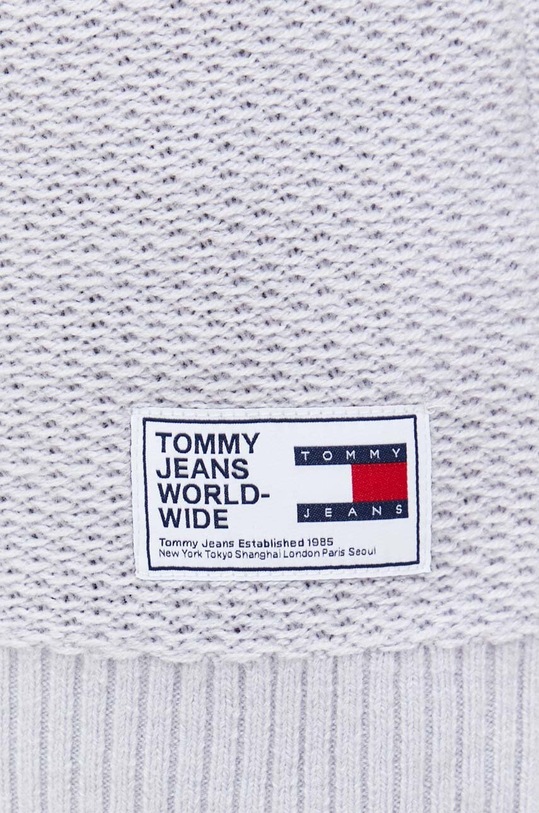 TOMMY
JEANS
WORLD-
WIDE
TOMMY
JEANS
Tommy Jeans Established 1985
New York Tokyo Shanghai London Paris Seoul